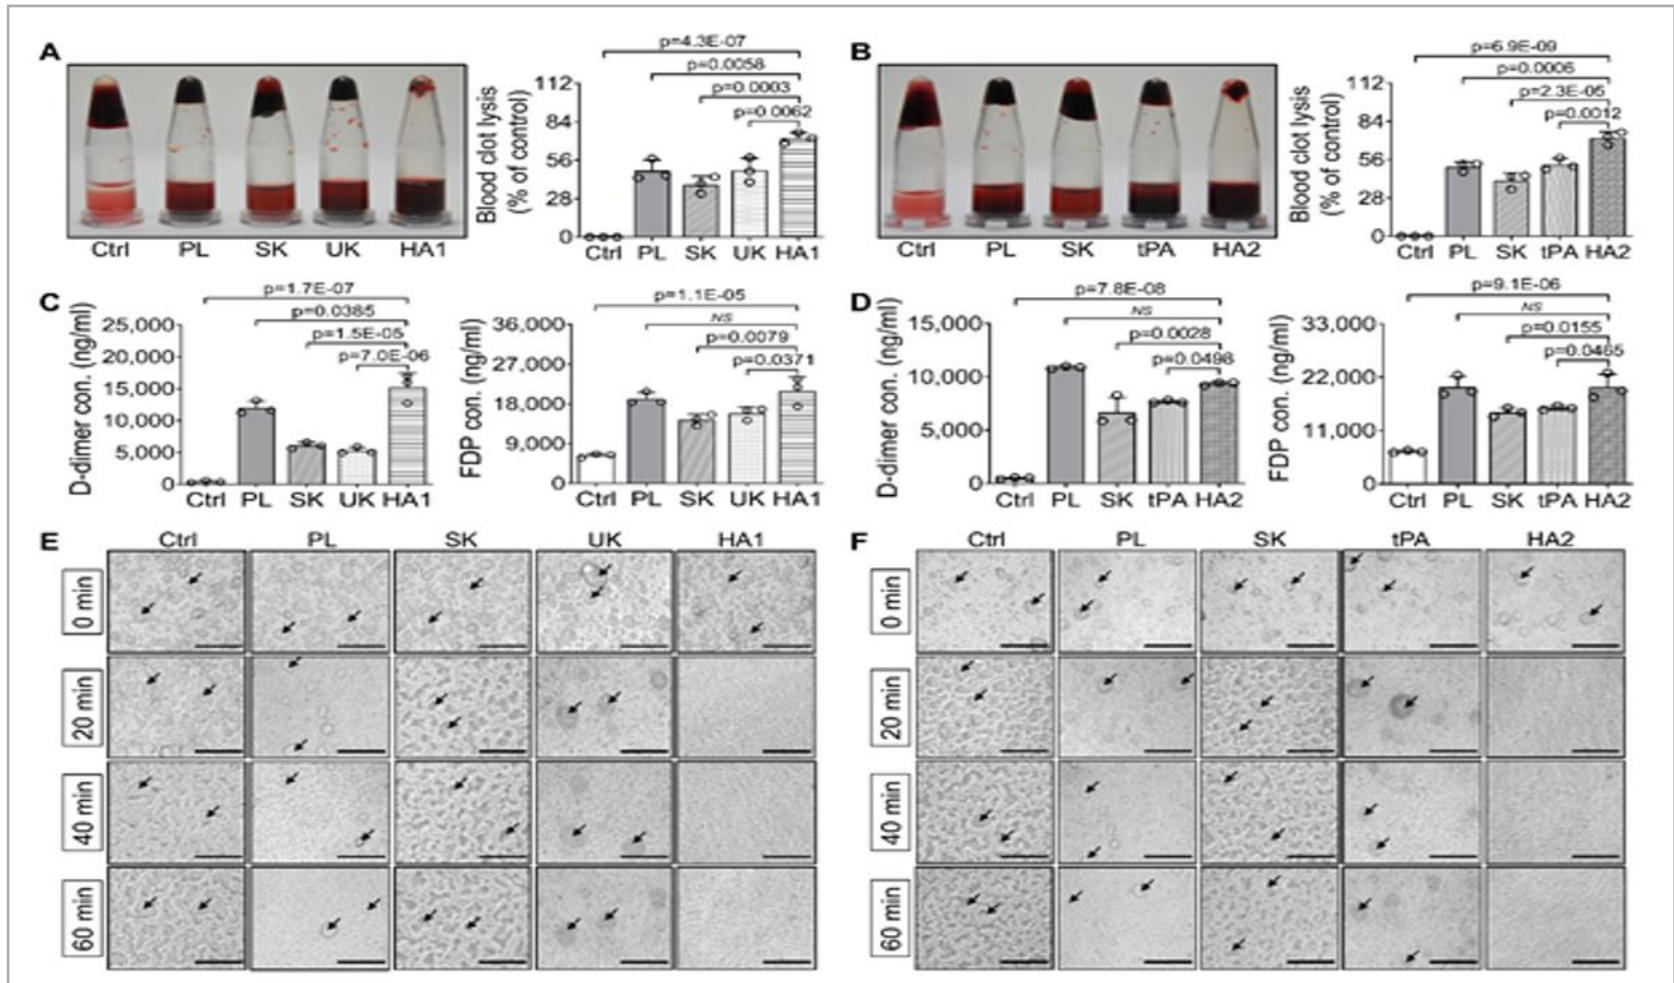 A
p=4.3E-07
p=0.0058
p=0.0003
p=0.0062
Blood clot lysis
(% of control)
112
84
56
28
0
Ctrl PL SK UK HA1
Ctrl PL SK UK HA1
B
p=6.9E-09
p=0.0006
p=2.3E-05
p=0.0012
Blood clot lysis
(% of control)
112
84
56
28
0
Ctrl PL SK tPA HA2
Ctrl PL SK tPA HA2
C
p=1.7E-07
p=0.0385
p=1.5E-05
p=7.0E-06
D-dimer con. (ng/ml)
25,000
20,000
15,000
10,000
5,000
0
Ctrl PL SK UK HA1
p=1.1E-05
NS
p=0.0079
p=0.0371
FDP con. (ng/ml)
36,000
27,000
18,000
9,000
0
Ctrl PL SK UK HA1
D
p=7.8E-08
NS
p=0.0028
p=0.0498
D-dimer con. (ng/ml)
15,000
10,000
5,000
0
Ctrl PL SK tPA HA2
p=9.1E-06
NS
p=0.0155
p=0.0465
FDP con. (ng/ml)
33,000
22,000
11,000
0
Ctrl PL SK tPA HA2
E
Ctrl PL SK UK HA1
0 min
20 min
40 min
60 min
F
Ctrl PL SK tPA HA2
0 min
20 min
40 min
60 min